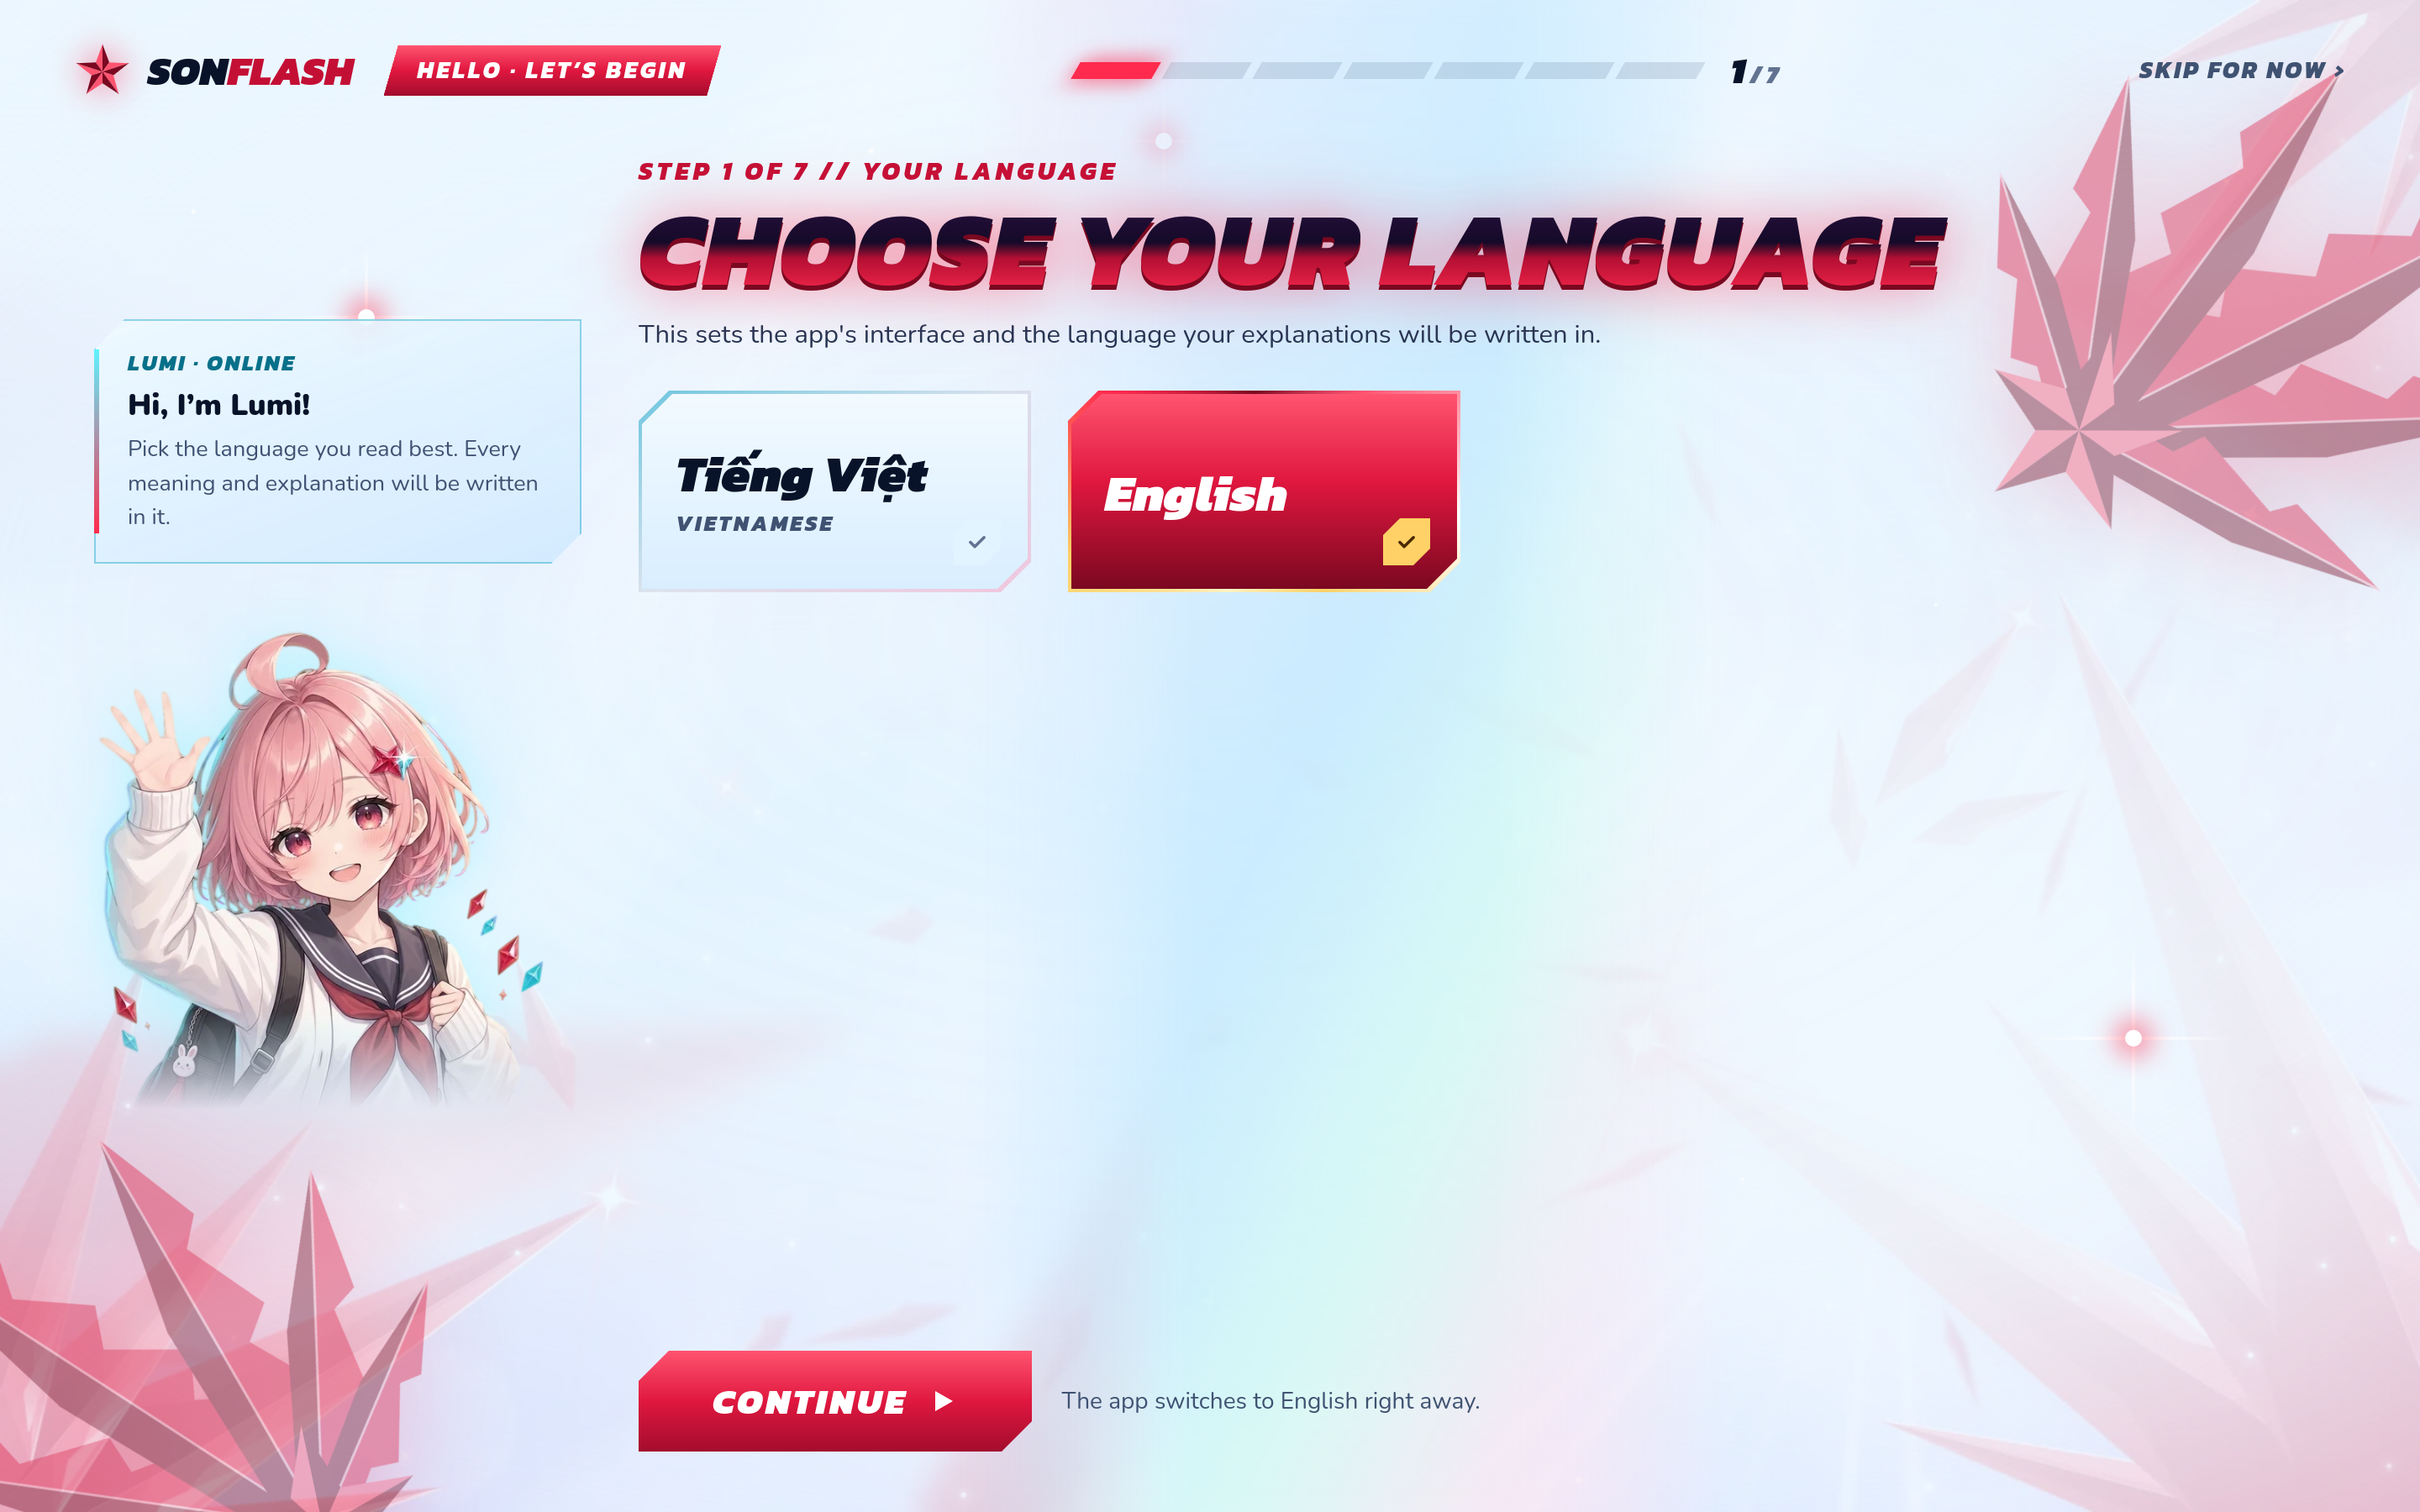 SONFLASH
HELLO · LET’S BEGIN
1 / 7
SKIP FOR NOW ›
STEP 1 OF 7 // YOUR LANGUAGE
CHOOSE YOUR LANGUAGE
This sets the app's interface and the language your explanations will be written in.
LUMI · ONLINE
Hi, I’m Lumi!
Pick the language you read best. Every
meaning and explanation will be written
in it.
Tiếng Việt
VIETNAMESE
English
CONTINUE
The app switches to English right away.